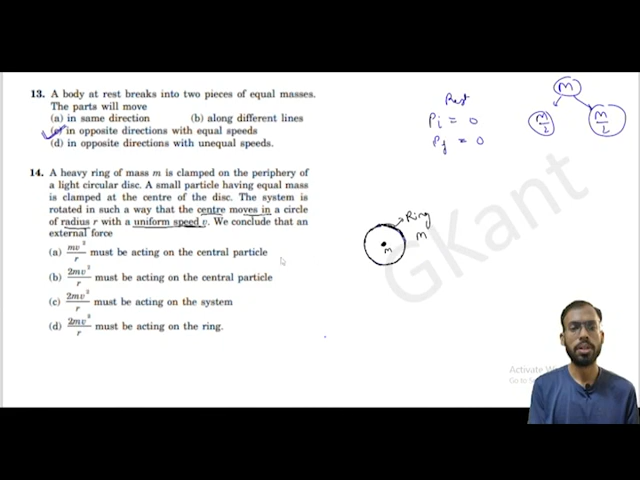 13. A body at rest breaks into two pieces of equal masses.
The parts will move
(a) in same direction (b) along different lines
(c) in opposite directions with equal speeds
(d) in opposite directions with unequal speeds.
14. A heavy ring of mass m is clamped on the periphery of
a light circular disc. A small particle having equal mass
is clamped at the centre of the disc. The system is
rotated in such a way that the centre moves in a circle
of radius r with a uniform speed v. We conclude that an
external force
(a) mv²/r must be acting on the central particle
(b) 2mv²/r must be acting on the central particle
(c) 2mv²/r must be acting on the system
(d) 2mv²/r must be acting on the ring.
Rest
Pi = 0
Pf = 0
m
m/2 m/2
Ring
m
m
GKant
Activate
Go to